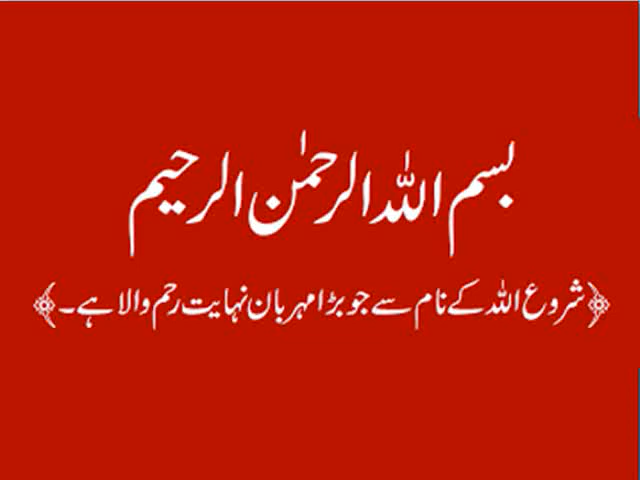 بسم اللہ الرحمٰن الرحیم
﴿شروع اللہ کے نام سے جو بڑا مہربان نہایت رحم والا ہے۔﴾